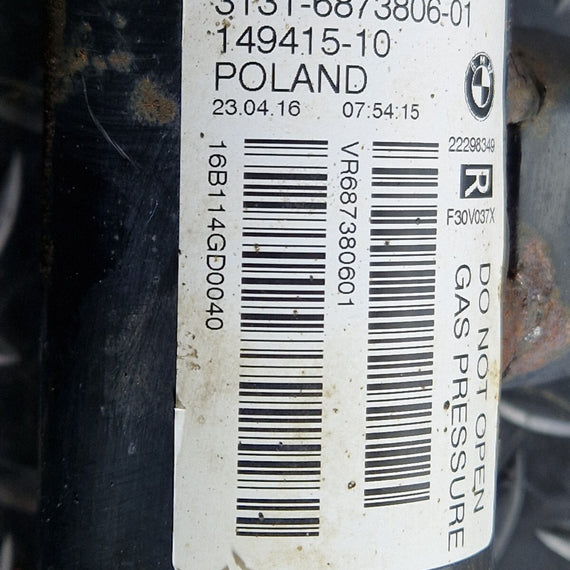 3131-6873806-01
149415-10
POLAND
23.04.16 07:54:15
BMW
22298349
R
F30V037X
16B114GD0040
VR687380601
DO NOT OPEN
GAS PRESSURE